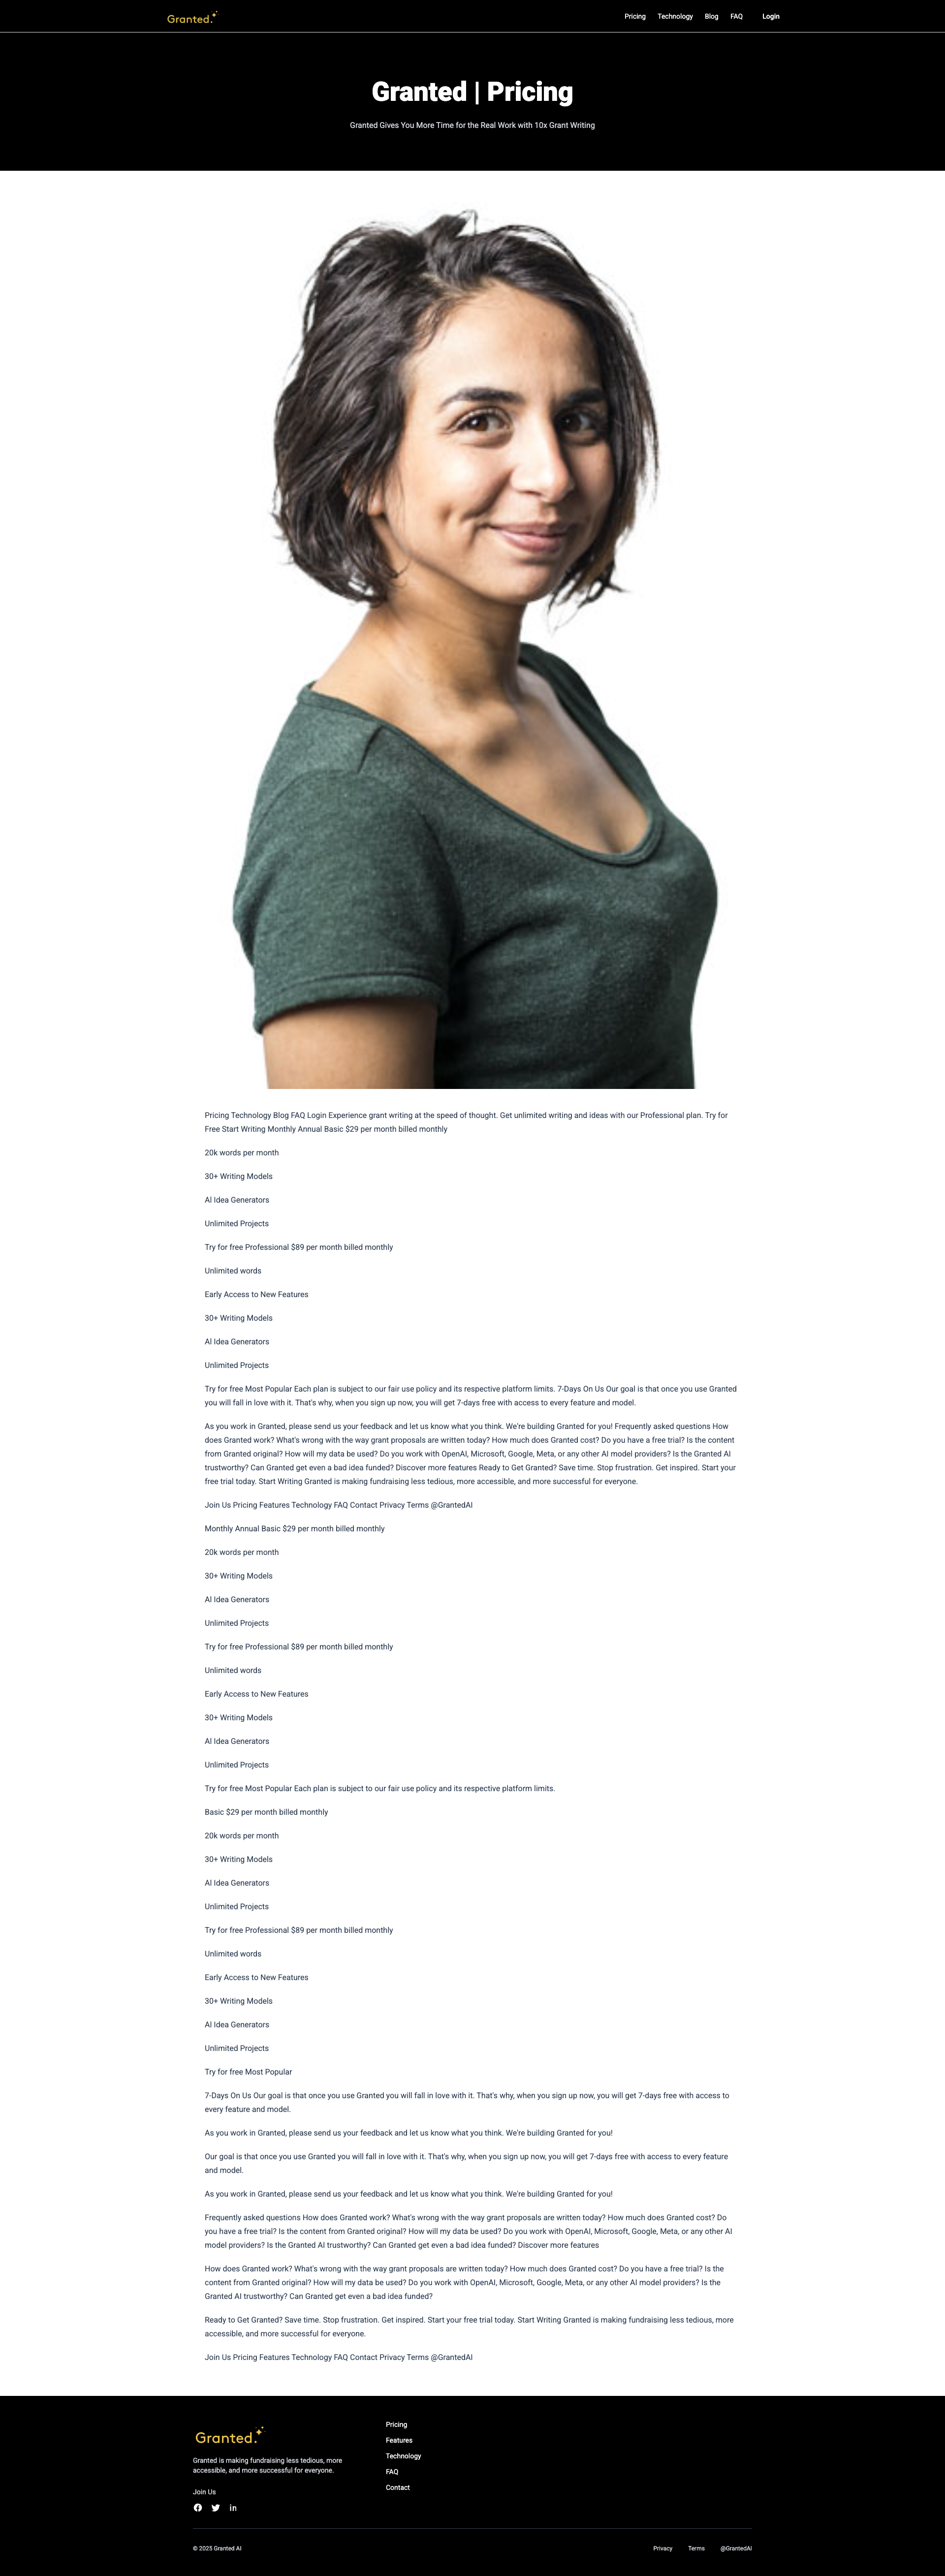 Granted.
Pricing Technology Blog FAQ Login
Granted | Pricing
Granted Gives You More Time for the Real Work with 10x Grant Writing
Pricing Technology Blog FAQ Login Experience grant writing at the speed of thought. Get unlimited writing and ideas with our Professional plan. Try for
Free Start Writing Monthly Annual Basic $29 per month billed monthly
20k words per month
30+ Writing Models
AI Idea Generators
Unlimited Projects
Try for free Professional $89 per month billed monthly
Unlimited words
Early Access to New Features
30+ Writing Models
AI Idea Generators
Unlimited Projects
Try for free Most Popular Each plan is subject to our fair use policy and its respective platform limits. 7-Days On Us Our goal is that once you use Granted
you will fall in love with it. That's why, when you sign up now, you will get 7-days free with access to every feature and model.
As you work in Granted, please send us your feedback and let us know what you think. We're building Granted for you! Frequently asked questions How
does Granted work? What's wrong with the way grant proposals are written today? How much does Granted cost? Do you have a free trial? Is the content
from Granted original? How will my data be used? Do you work with OpenAI, Microsoft, Google, Meta, or any other AI model providers? Is the Granted AI
trustworthy? Can Granted get even a bad idea funded? Discover more features Ready to Get Granted? Save time. Stop frustration. Get inspired. Start your
free trial today. Start Writing Granted is making fundraising less tedious, more accessible, and more successful for everyone.
Join Us Pricing Features Technology FAQ Contact Privacy Terms @GrantedAI
Monthly Annual Basic $29 per month billed monthly
20k words per month
30+ Writing Models
AI Idea Generators
Unlimited Projects
Try for free Professional $89 per month billed monthly
Unlimited words
Early Access to New Features
30+ Writing Models
AI Idea Generators
Unlimited Projects
Try for free Most Popular Each plan is subject to our fair use policy and its respective platform limits.
Basic $29 per month billed monthly
20k words per month
30+ Writing Models
AI Idea Generators
Unlimited Projects
Try for free Professional $89 per month billed monthly
Unlimited words
Early Access to New Features
30+ Writing Models
AI Idea Generators
Unlimited Projects
Try for free Most Popular
7-Days On Us Our goal is that once you use Granted you will fall in love with it. That's why, when you sign up now, you will get 7-days free with access to
every feature and model.
As you work in Granted, please send us your feedback and let us know what you think. We're building Granted for you!
Our goal is that once you use Granted you will fall in love with it. That's why, when you sign up now, you will get 7-days free with access to every feature
and model.
As you work in Granted, please send us your feedback and let us know what you think. We're building Granted for you!
Frequently asked questions How does Granted work? What's wrong with the way grant proposals are written today? How much does Granted cost? Do
you have a free trial? Is the content from Granted original? How will my data be used? Do you work with OpenAI, Microsoft, Google, Meta, or any other AI
model providers? Is the Granted AI trustworthy? Can Granted get even a bad idea funded? Discover more features
How does Granted work? What's wrong with the way grant proposals are written today? How much does Granted cost? Do you have a free trial? Is the
content from Granted original? How will my data be used? Do you work with OpenAI, Microsoft, Google, Meta, or any other AI model providers? Is the
Granted AI trustworthy? Can Granted get even a bad idea funded?
Ready to Get Granted? Save time. Stop frustration. Get inspired. Start your free trial today. Start Writing Granted is making fundraising less tedious, more
accessible, and more successful for everyone.
Join Us Pricing Features Technology FAQ Contact Privacy Terms @GrantedAI
Granted.
Granted is making fundraising less tedious, more
accessible, and more successful for everyone.
Join Us
in
Pricing
Features
Technology
FAQ
Contact
© 2025 Granted AI
Privacy Terms @GrantedAI